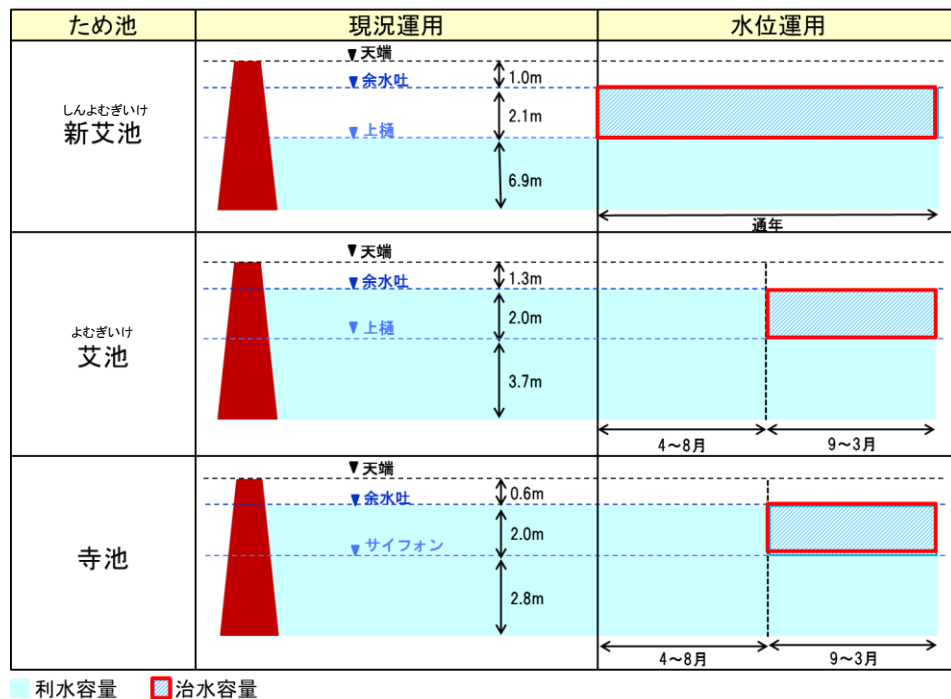 ため池 現況運用 水位運用
しんよむぎいけ
新艾池
▼天端
▼余水吐
▼上樋
1.0m
2.1m
6.9m
通年
よむぎいけ
艾池
▼天端
▼余水吐
▼上樋
1.3m
2.0m
3.7m
4～8月 9～3月
寺池
▼天端
▼余水吐
▼サイフォン
0.6m
2.0m
2.8m
4～8月 9～3月
利水容量 治水容量